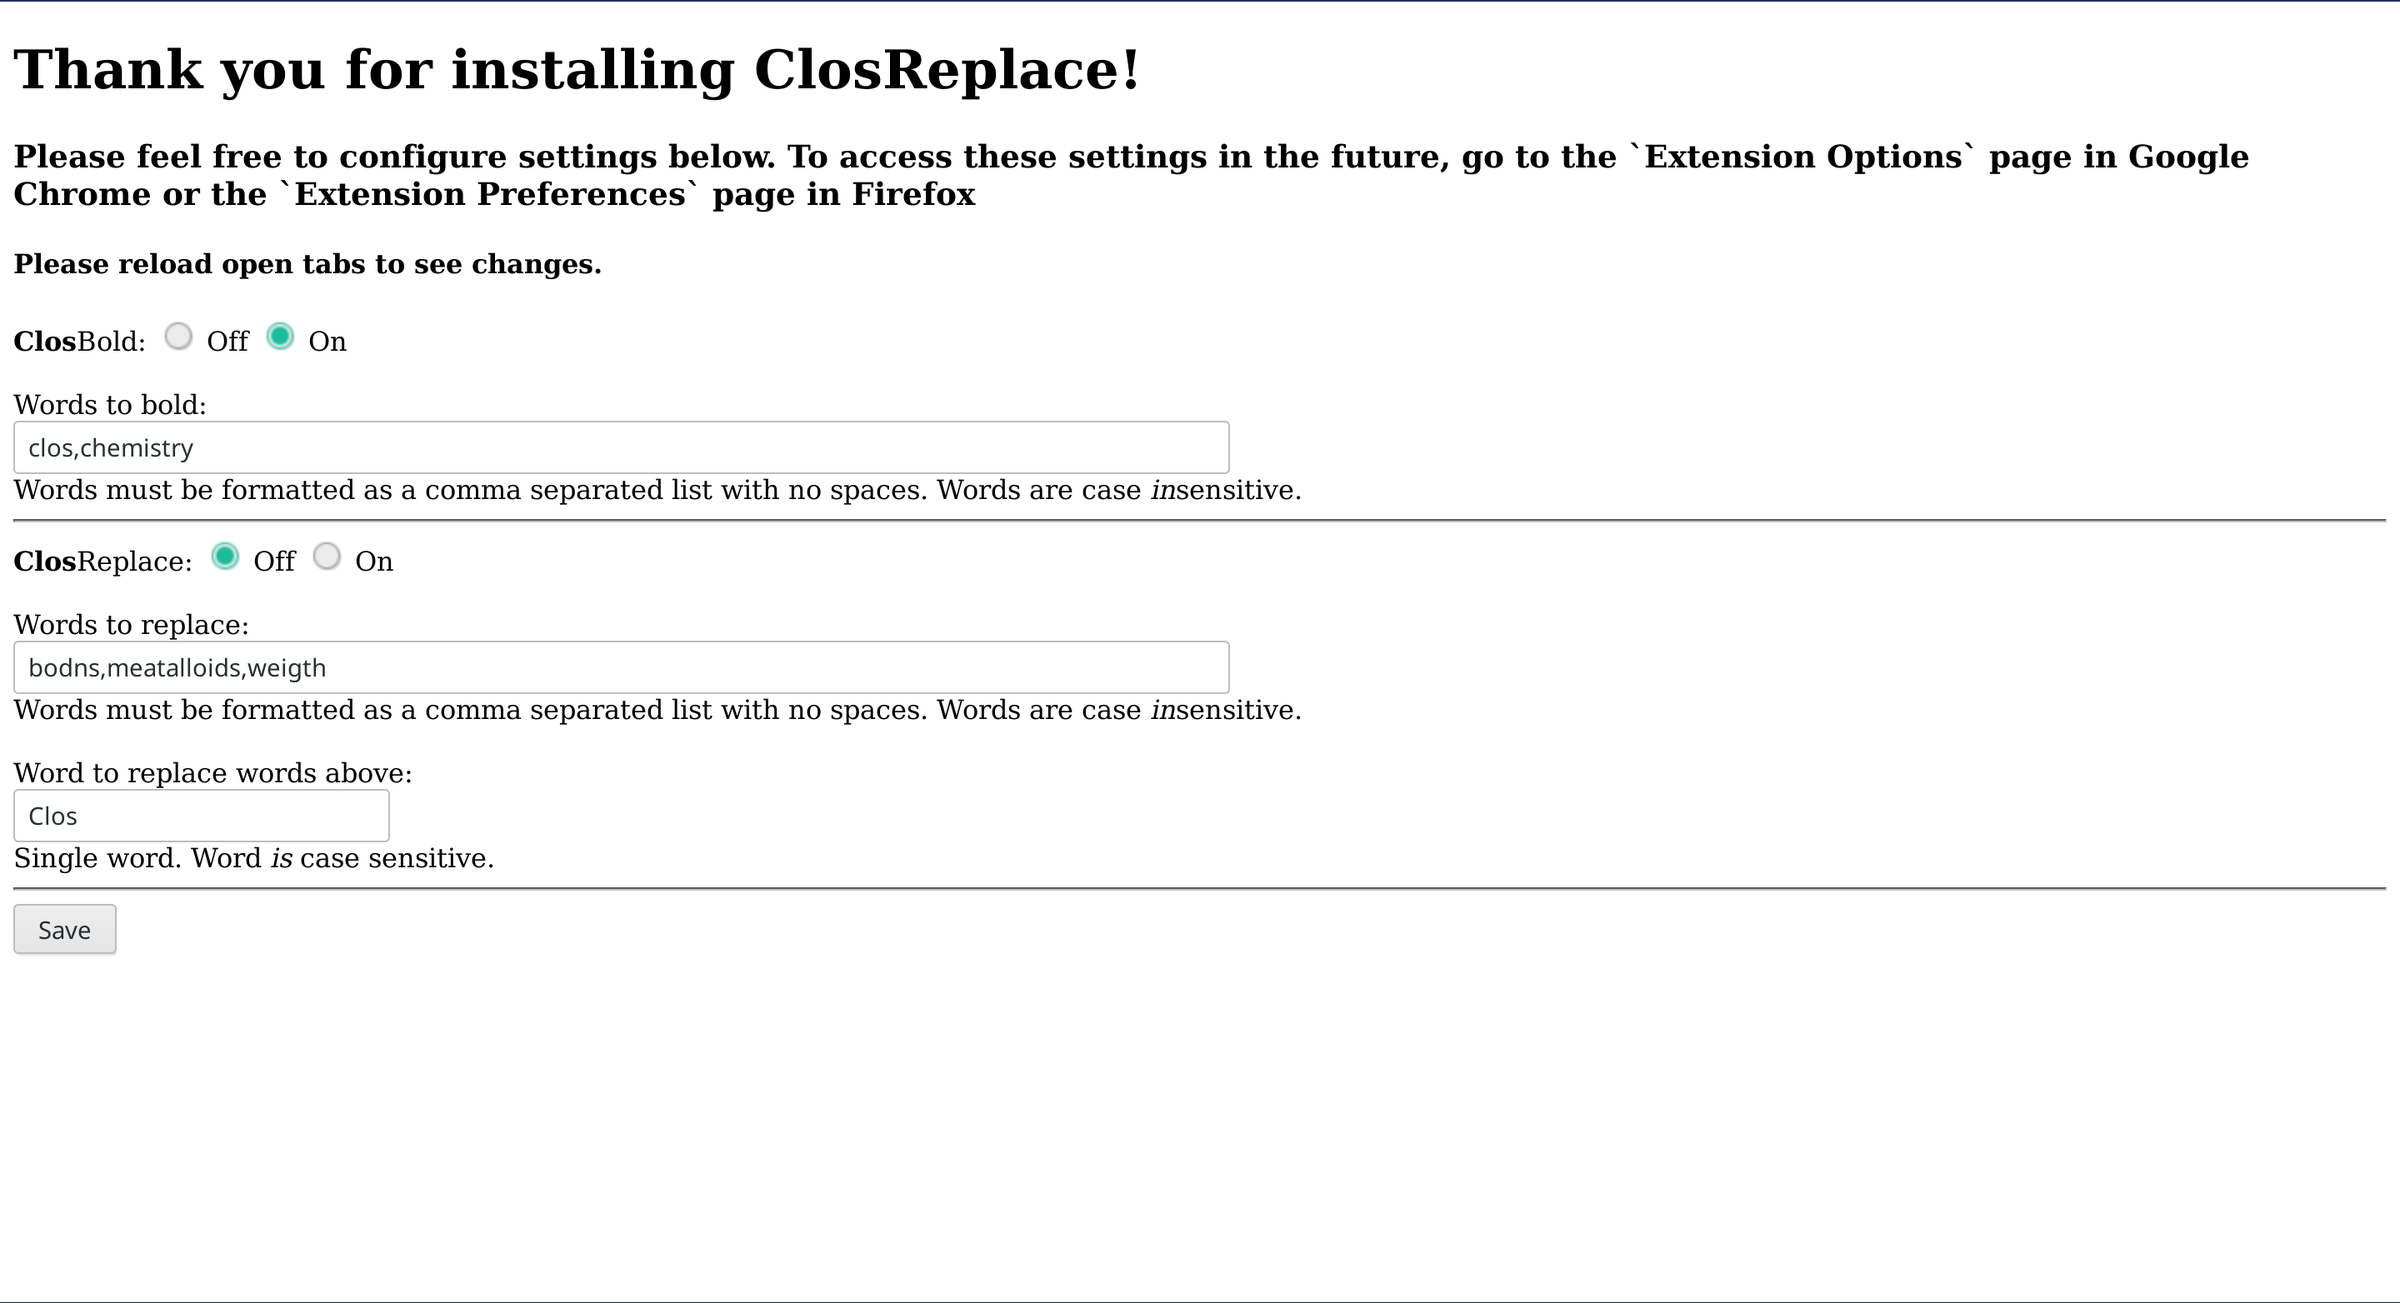 Thank you for installing ClosReplace!
Please feel free to configure settings below. To access these settings in the future, go to the `Extension Options` page in Google
Chrome or the `Extension Preferences` page in Firefox
Please reload open tabs to see changes.
ClosBold: Off On
Words to bold:
clos,chemistry
Words must be formatted as a comma separated list with no spaces. Words are case insensitive.
ClosReplace: Off On
Words to replace:
bodns,meatalloids,weigth
Words must be formatted as a comma separated list with no spaces. Words are case insensitive.
Word to replace words above:
Clos
Single word. Word is case sensitive.
Save